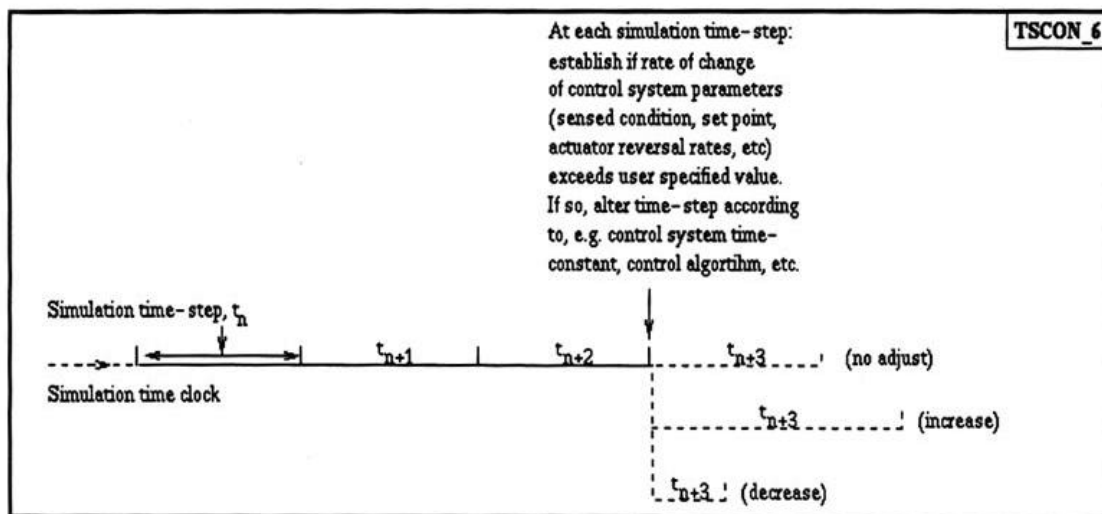 At each simulation time-step:
TSCON_6
establish if rate of change
of control system parameters
(sensed condition, set point,
actuator reversal rates, etc)
exceeds user specified value.
If so, alter time-step according
to, e.g. control system time-
constant, control algortihm, etc.
Simulation time-step, tn
tn+1 tn+2 tn+3 (no adjust)
Simulation time clock
tn+3 (increase)
tn+3 (decrease)